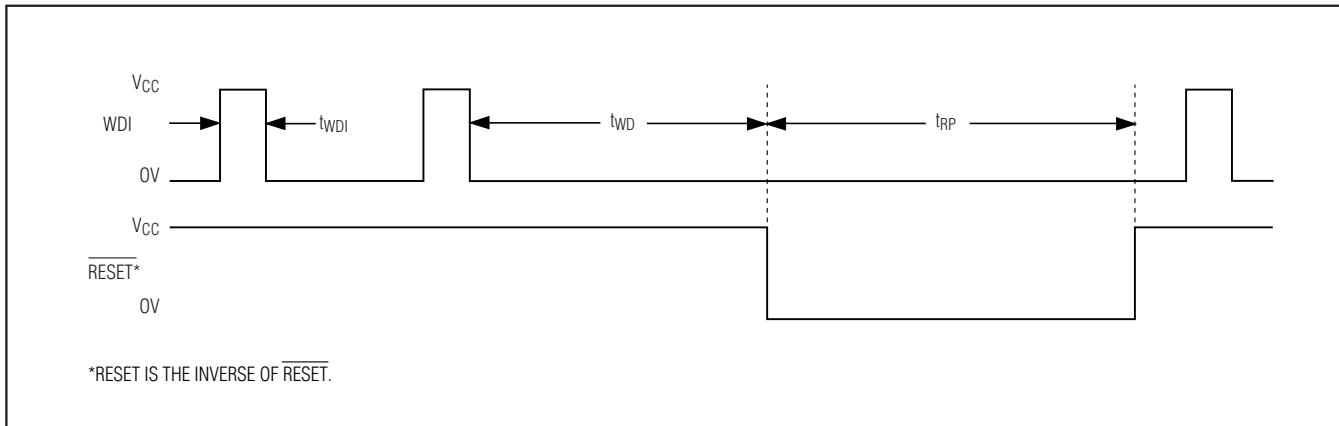 VCC
WDI tWDI tWD tRP
0V
VCC
RESET*
0V
*RESET IS THE INVERSE OF RESET.